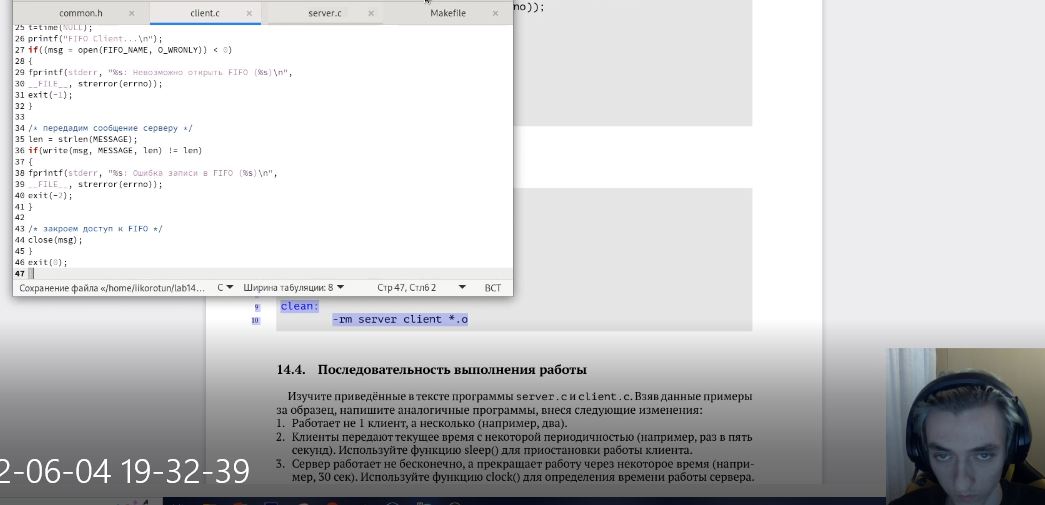 common.h × client.c × server.c × Makefile ×
no));
25 t=time(NULL);
26 printf("FIFO Client...\n");
27 if((msg = open(FIFO_NAME, O_WRONLY)) < 0)
28 {
29 fprintf(stderr, "%s: Невозможно открыть FIFO (%s)\n",
30 __FILE__, strerror(errno));
31 exit(-1);
32 }
33
34 /* передадим сообщение серверу */
35 len = strlen(MESSAGE);
36 if(write(msg, MESSAGE, len) != len)
37 {
38 fprintf(stderr, "%s: Ошибка записи в FIFO (%s)\n",
39 __FILE__, strerror(errno));
40 exit(-2);
41 }
42
43 /* закроем доступ к FIFO */
44 close(msg);
45 }
46 exit(0);
47 }
Сохранение файла «/home/iikorotun/lab14... C Ширина табуляции: 8 Стр 47, Стлб 2 ВСТ
9 clean:
10 -rm server client *.o
14.4. Последовательность выполнения работы
Изучите приведённые в тексте программы server.c и client.c. Взяв данные примеры
за образец, напишите аналогичные программы, внеся следующие изменения:
1. Работает не 1 клиент, а несколько (например, два).
2. Клиенты передают текущее время с некоторой периодичностью (например, раз в пять
секунд). Используйте функцию sleep() для приостановки работы клиента.
3. Сервер работает не бесконечно, а прекращает работу через некоторое время (напри-
мер, 30 сек). Используйте функцию clock() для определения времени работы сервера.
2-06-04 19-32-39